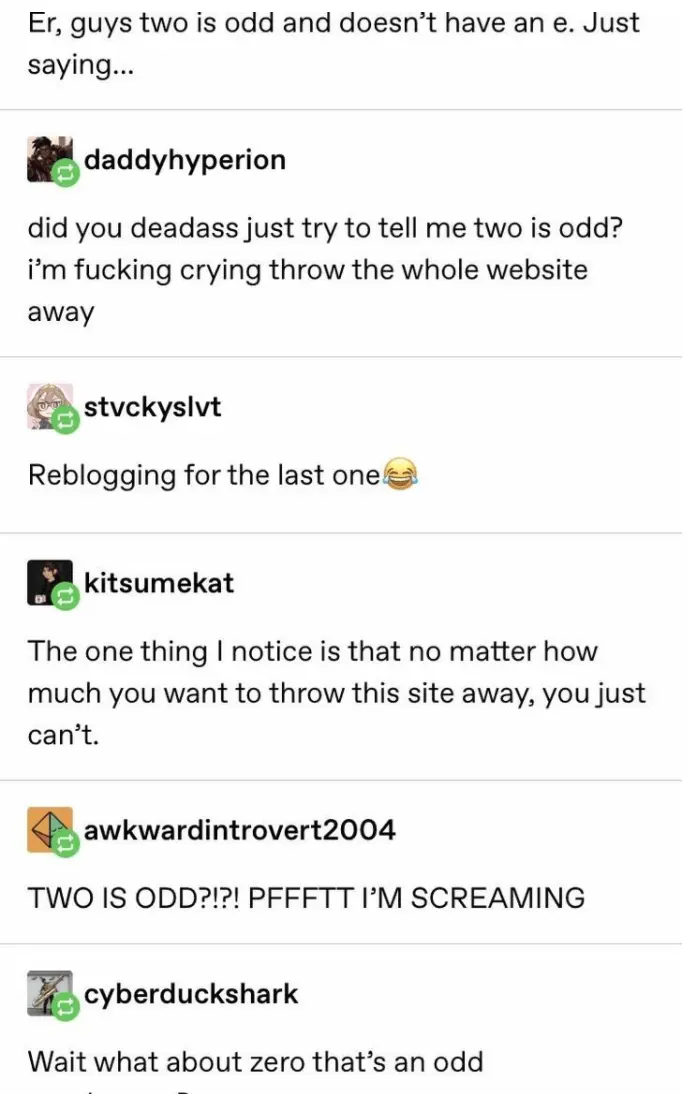 Er, guys two is odd and doesn’t have an e. Just
saying...
daddyhyperion
did you deadass just try to tell me two is odd?
i’m fucking crying throw the whole website
away
stvckyslvt
Reblogging for the last one😂
kitsumekat
The one thing I notice is that no matter how
much you want to throw this site away, you just
can’t.
awkwardintrovert2004
TWO IS ODD?!?! PFFFTT I’M SCREAMING
cyberduckshark
Wait what about zero that’s an odd